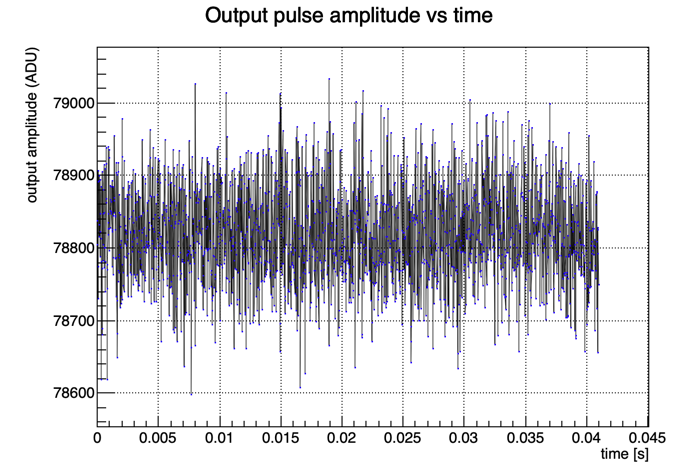 Output pulse amplitude vs time
output amplitude (ADU)
79000
78900
78800
78700
78600
0 0.005 0.01 0.015 0.02 0.025 0.03 0.035 0.04 0.045
time [s]